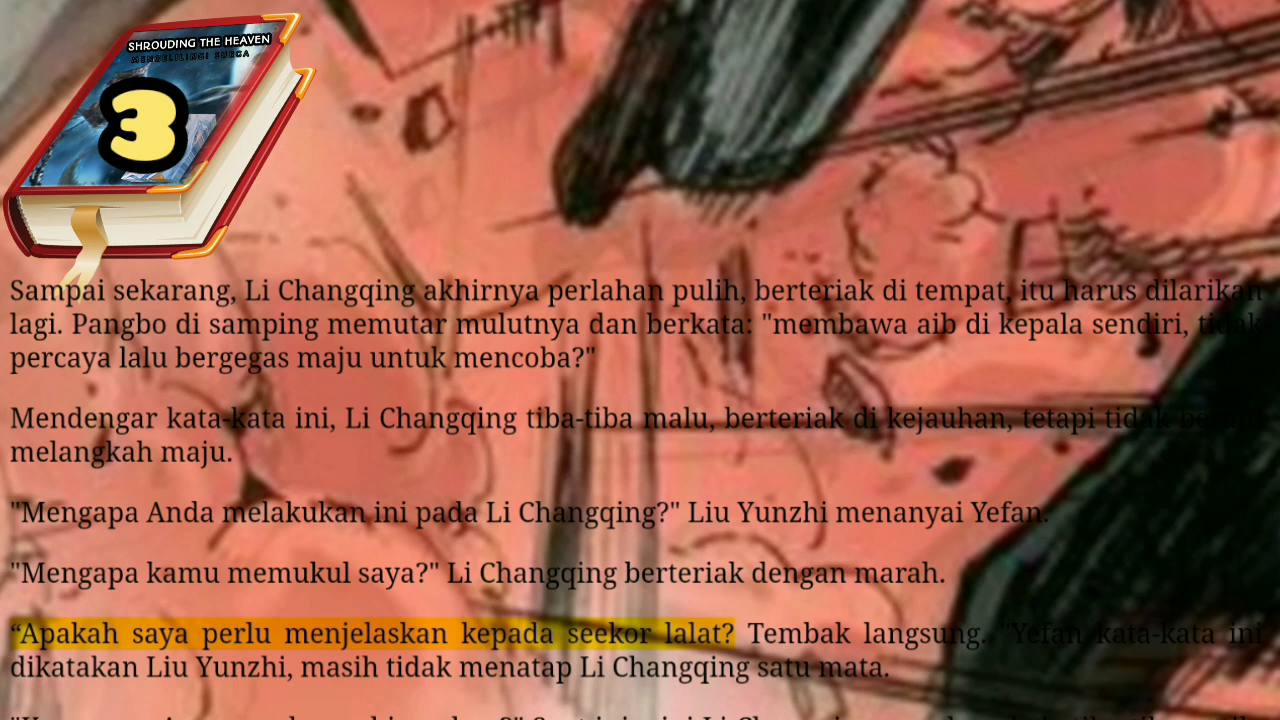 SHROUDING THE HEAVEN
MENGELILINGI SURGA
3
Sampai sekarang, Li Changqing akhirnya perlahan pulih, berteriak di tempat, itu harus dilarikan
lagi. Pangbo di samping memutar mulutnya dan berkata: "membawa aib di kepala sendiri, tidak
percaya lalu bergegas maju untuk mencoba?"
Mendengar kata-kata ini, Li Changqing tiba-tiba malu, berteriak di kejauhan, tetapi tidak
melangkah maju.
"Mengapa Anda melakukan ini pada Li Changqing?" Liu Yunzhi menanyai Yefan.
"Mengapa kamu memukul saya?" Li Changqing berteriak dengan marah.
“Apakah saya perlu menjelaskan kepada seekor lalat? Tembak langsung. "Yefan kata-kata ini
dikatakan Liu Yunzhi, masih tidak menatap Li Changqing satu mata.